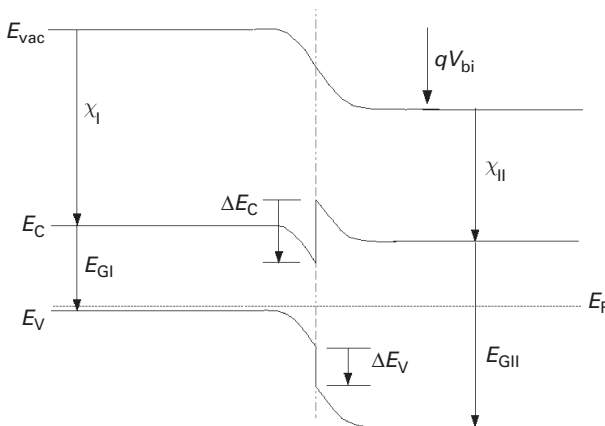 E_vac
qV_bi
χ_I
χ_II
ΔE_C
E_C
E_GI
E_F
E_V
ΔE_V
E_GII